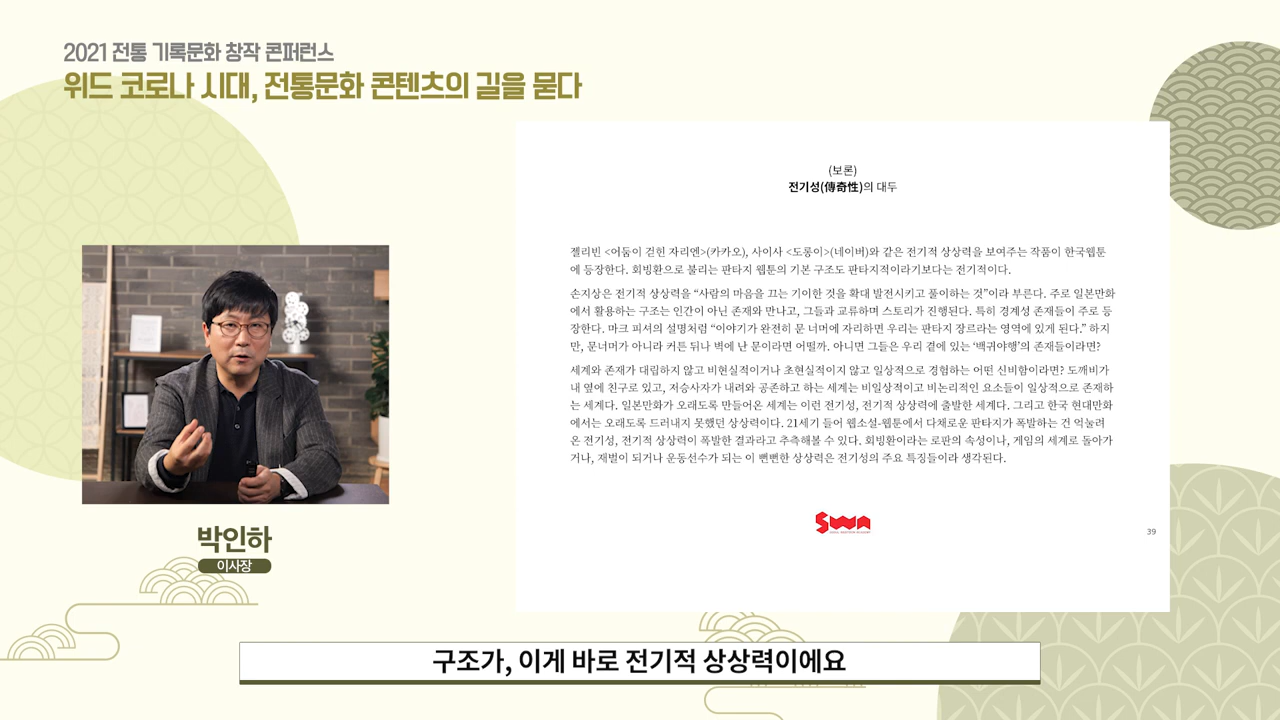 2021 전통 기록문화 창작 콘퍼런스
위드 코로나 시대, 전통문화 콘텐츠의 길을 묻다
(보론)
전기성(傳奇性)의 대두
젤리빈 <어둠이 걷힌 자리엔>(카카오), 사이사 <도롱이>(네이버)와 같은 전기적 상상력을 보여주는 작품이 한국웹툰
에 등장한다. 회빙환으로 불리는 판타지 웹툰의 기본 구조도 판타지적이라기보다는 전기적이다.
손지상은 전기적 상상력을 “사람의 마음을 끄는 기이한 것을 확대 발전시키고 풀이하는 것”이라 부른다. 주로 일본만화
에서 활용하는 구조는 인간이 아닌 존재와 만나고, 그들과 교류하며 스토리가 진행된다. 특히 경계성 존재들이 주로 등
장한다. 마크 피셔의 설명처럼 “이야기가 완전히 문 너머에 자리하면 우리는 판타지 장르라는 영역에 있게 된다.” 하지
만, 문너머가 아니라 커튼 뒤나 벽에 난 문이라면 어떨까. 아니면 그들은 우리 곁에 있는 ‘백귀야행’의 존재들이라면?
세계와 존재가 대립하지 않고 비현실적이거나 초현실적이지 않고 일상적으로 경험하는 어떤 신비함이라면? 도깨비가
내 옆에 친구로 있고, 저승사자가 내려와 공존하고 하는 세계는 비일상적이고 비논리적인 요소들이 일상적으로 존재하
는 세계다. 일본만화가 오래도록 만들어온 세계는 이런 전기성, 전기적 상상력에 출발한 세계다. 그리고 한국 현대만화
에서는 오래도록 드러내지 못했던 상상력이다. 21세기 들어 웹소설-웹툰에서 다채로운 판타지가 폭발하는 건 억눌려
온 전기성, 전기적 상상력이 폭발한 결과라고 추측해볼 수 있다. 회빙환이라는 로판의 속성이나, 게임의 세계로 돌아가
거나, 재벌이 되거나 운동선수가 되는 이 뻔뻔한 상상력은 전기성의 주요 특징들이라 생각된다.
SWA
39
박인하
이사장
구조가, 이게 바로 전기적 상상력이에요